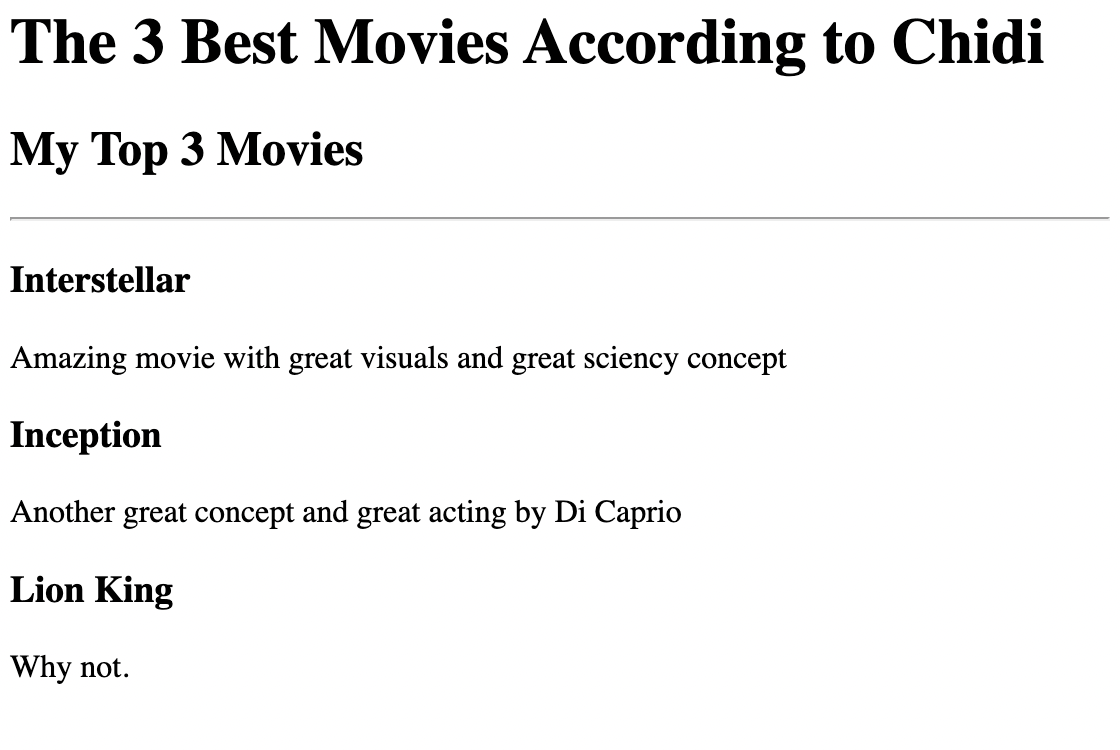 The 3 Best Movies According to Chidi
My Top 3 Movies
Interstellar
Amazing movie with great visuals and great sciency concept
Inception
Another great concept and great acting by Di Caprio
Lion King
Why not.